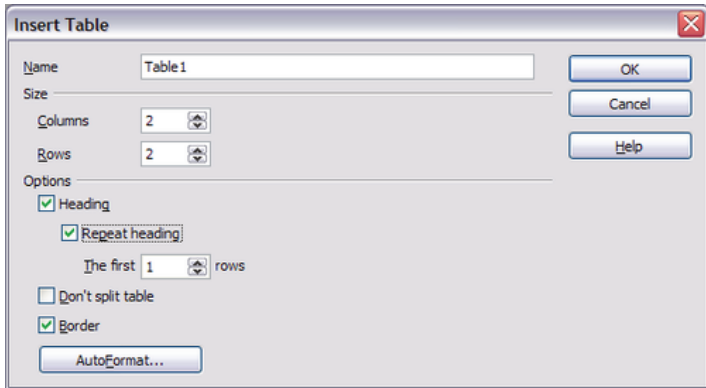 Insert Table
Name Table1
OK
Size
Cancel
Columns 2
Rows 2
Help
Options
Heading
Repeat heading
The first 1 rows
Don't split table
Border
AutoFormat...